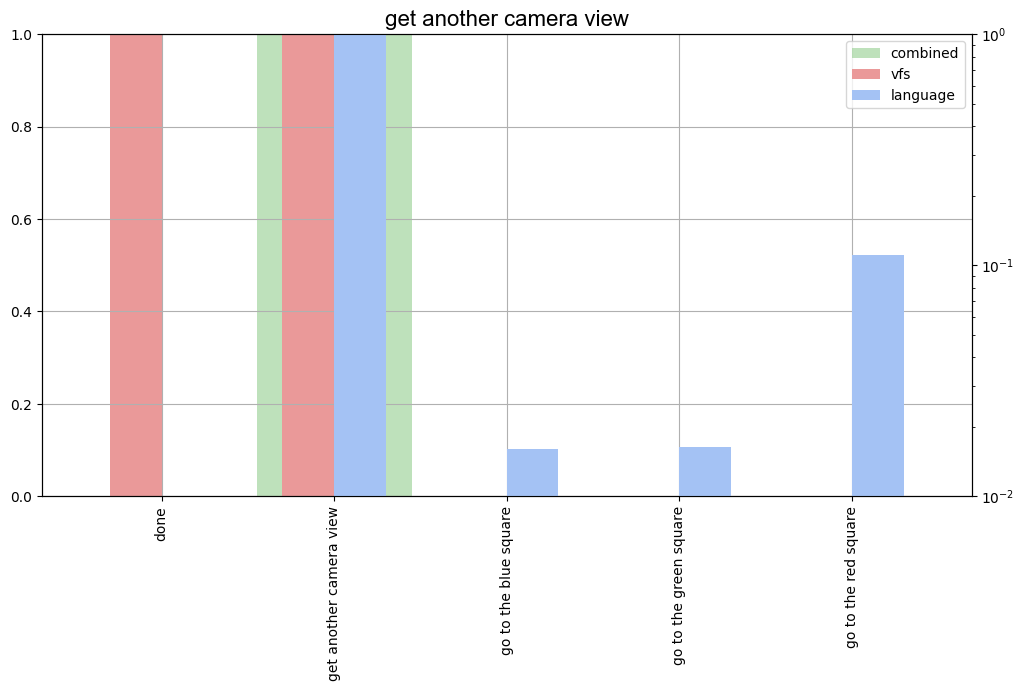 get another camera view
1.0
0.8
0.6
0.4
0.2
0.0
10⁰
10⁻¹
10⁻²
combined
vfs
language
done
get another camera view
go to the blue square
go to the green square
go to the red square